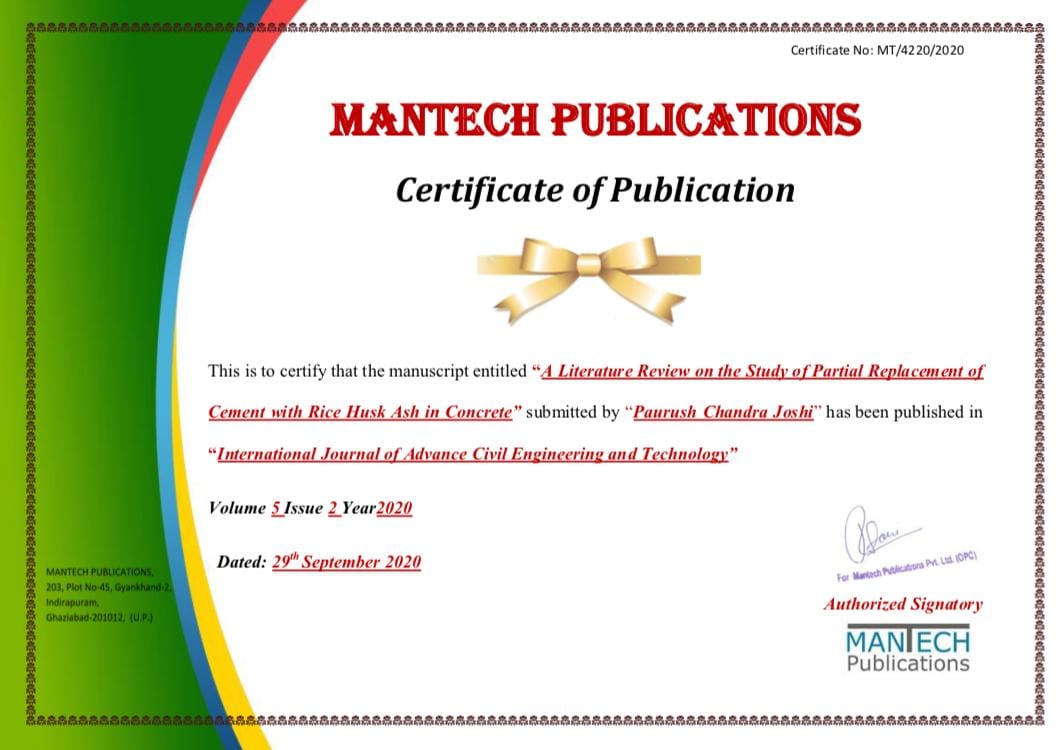 Certificate No: MT/4220/2020
MANTECH PUBLICATIONS
Certificate of Publication
This is to certify that the manuscript entitled “A Literature Review on the Study of Partial Replacement of
Cement with Rice Husk Ash in Concrete” submitted by “Paurush Chandra Joshi” has been published in
“International Journal of Advance Civil Engineering and Technology”
Volume 5 Issue 2 Year2020
Dated: 29th September 2020
For Mantech Publications Pvt. Ltd. (OPC)
Authorized Signatory
MANTECH
Publications
MANTECH PUBLICATIONS,
203, Plot No-45, Gyankhand-2,
Indirapuram,
Ghaziabad-201012, (U.P.)